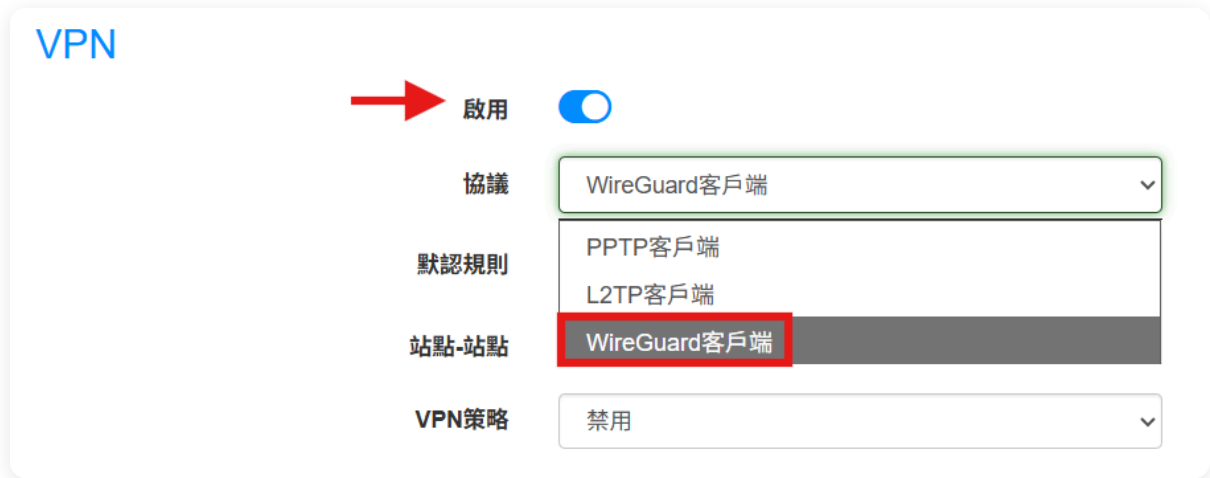 VPN
啟用
協議 WireGuard客戶端
PPTP客戶端
默認規則
L2TP客戶端
WireGuard客戶端
站點-站點
VPN策略 禁用